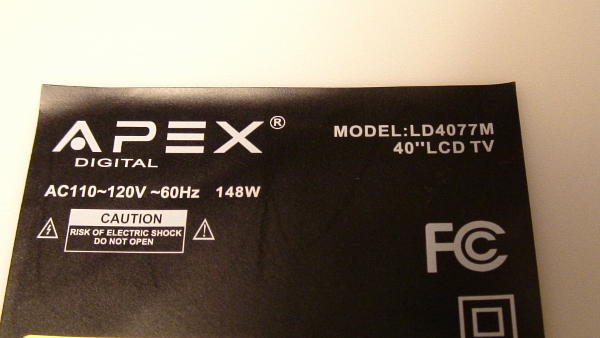 APEX®
DIGITAL
MODEL:LD4077M
40"LCD TV
AC110~120V ~60Hz 148W
CAUTION
RISK OF ELECTRIC SHOCK
DO NOT OPEN
FC